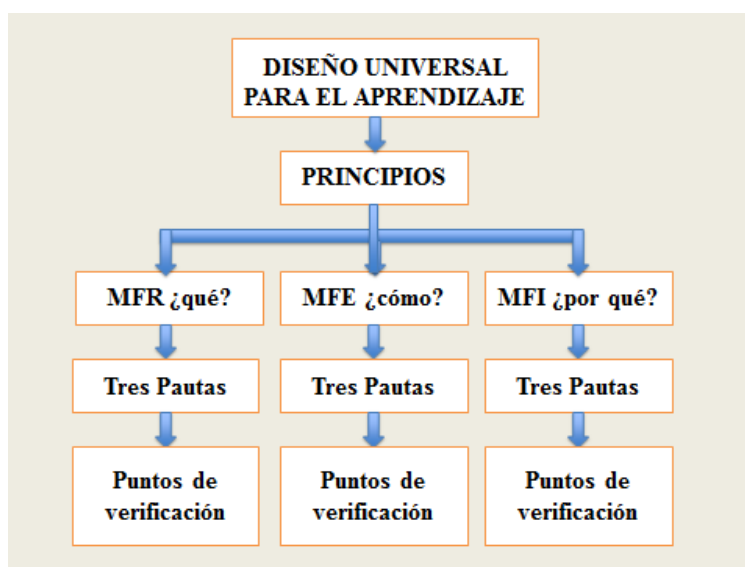 DISEÑO UNIVERSAL
PARA EL APRENDIZAJE
PRINCIPIOS
MFR ¿qué?
MFE ¿cómo?
MFI ¿por qué?
Tres Pautas
Tres Pautas
Tres Pautas
Puntos de
verificación
Puntos de
verificación
Puntos de
verificación